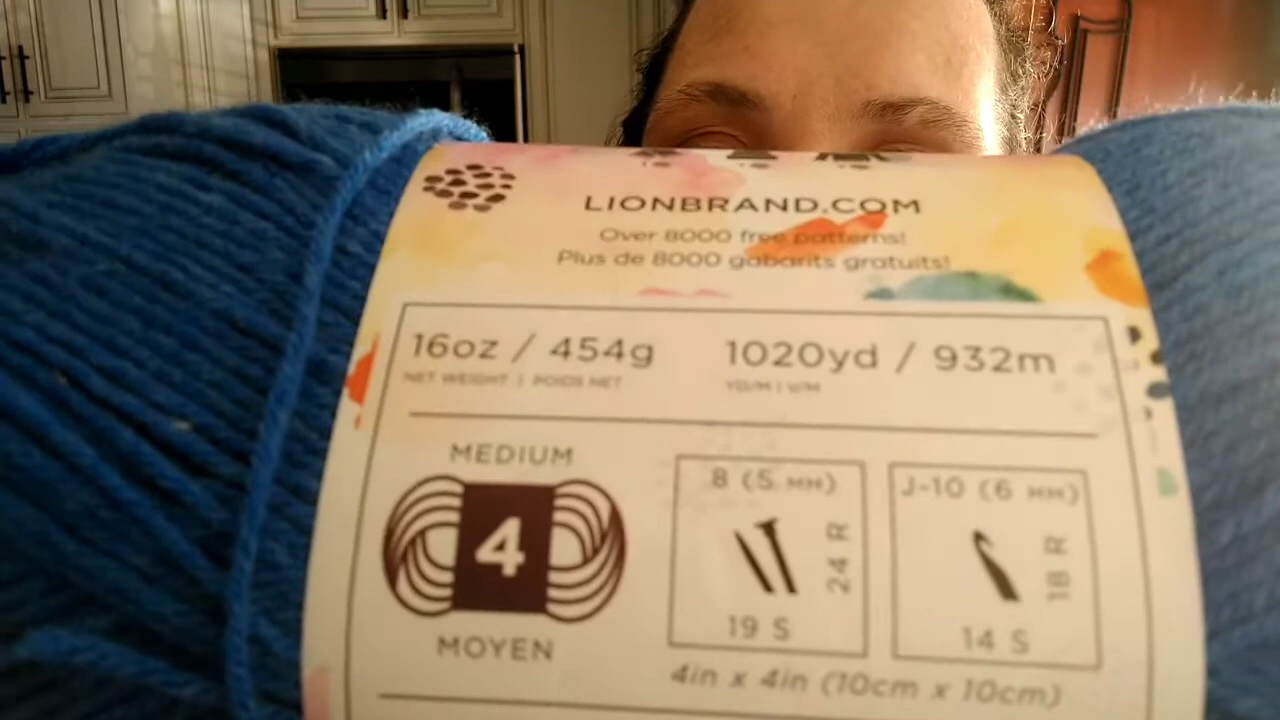 LIONBRAND.COM
Over 8000 free patterns!
Plus de 8000 gabarits gratuits!
16oz / 454g 1020yd / 932m
NET WEIGHT | POIDS NET YD/M | V/M
MEDIUM
4
MOYEN
8 (5 MM)
24 R
19 S
J-10 (6 MM)
18 R
14 S
4in x 4in (10cm x 10cm)